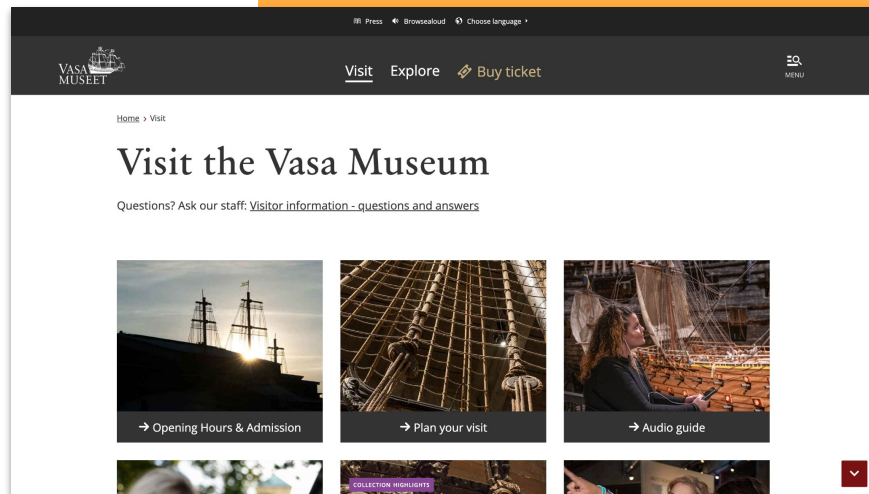 Press Browsealoud Choose language
VASA
MUSEET
Visit Explore Buy ticket
MENU
Home › Visit
Visit the Vasa Museum
Questions? Ask our staff: Visitor information - questions and answers
→ Opening Hours & Admission
→ Plan your visit
→ Audio guide
COLLECTION HIGHLIGHTS